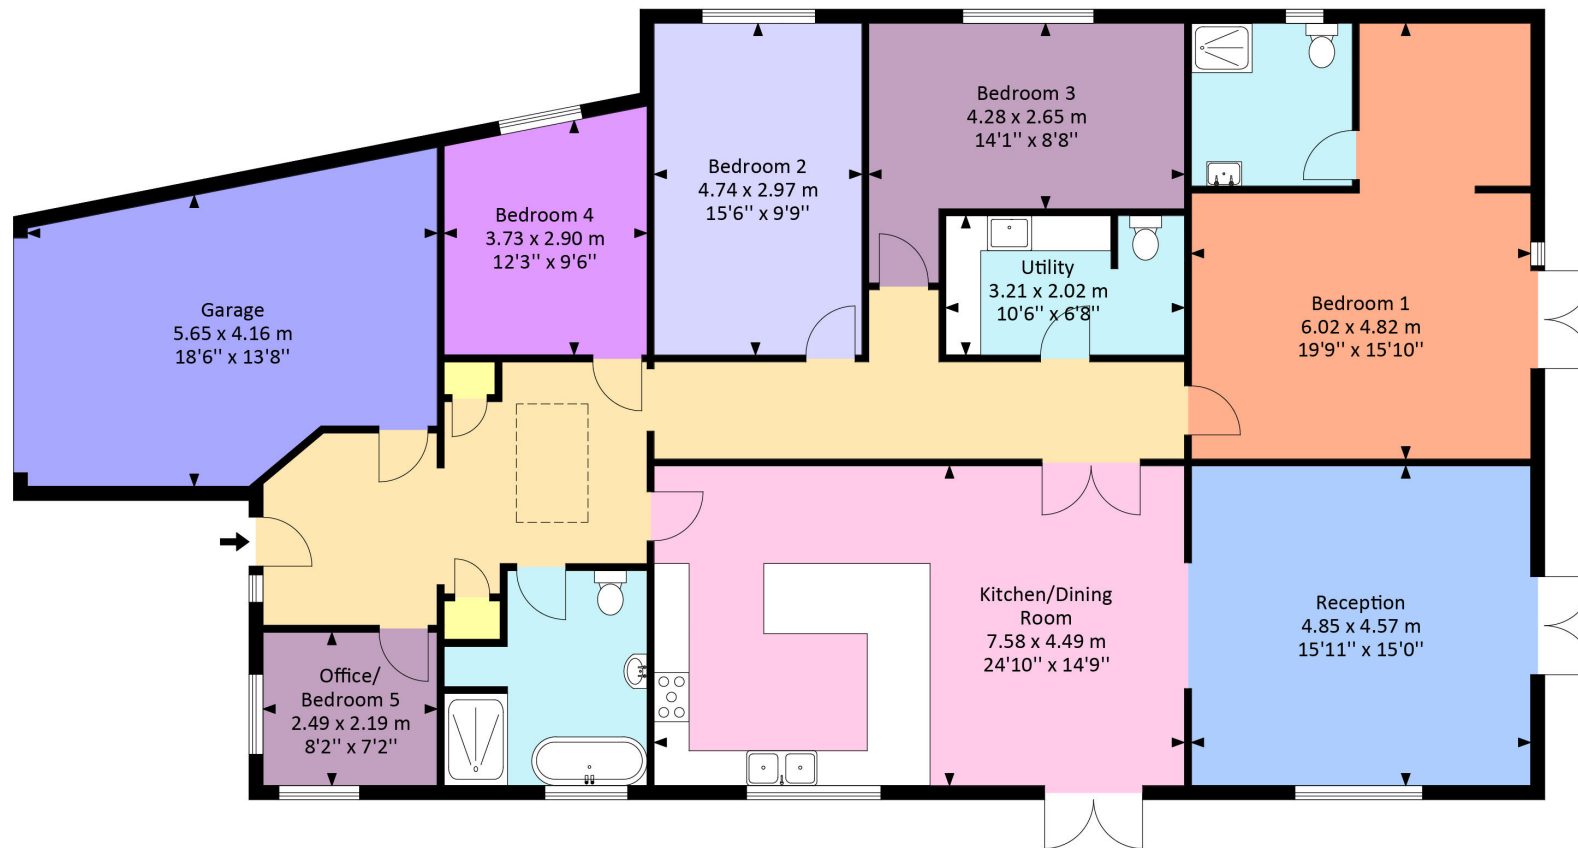 Bedroom 3
4.28 x 2.65 m
14'1'' x 8'8''
Bedroom 2
4.74 x 2.97 m
15'6'' x 9'9''
Bedroom 4
3.73 x 2.90 m
12'3'' x 9'6''
Utility
3.21 x 2.02 m
10'6'' x 6'8''
Garage
5.65 x 4.16 m
18'6'' x 13'8''
Bedroom 1
6.02 x 4.82 m
19'9'' x 15'10''
Kitchen/Dining
Room
7.58 x 4.49 m
24'10'' x 14'9''
Reception
4.85 x 4.57 m
15'11'' x 15'0''
Office/
Bedroom 5
2.49 x 2.19 m
8'2'' x 7'2''